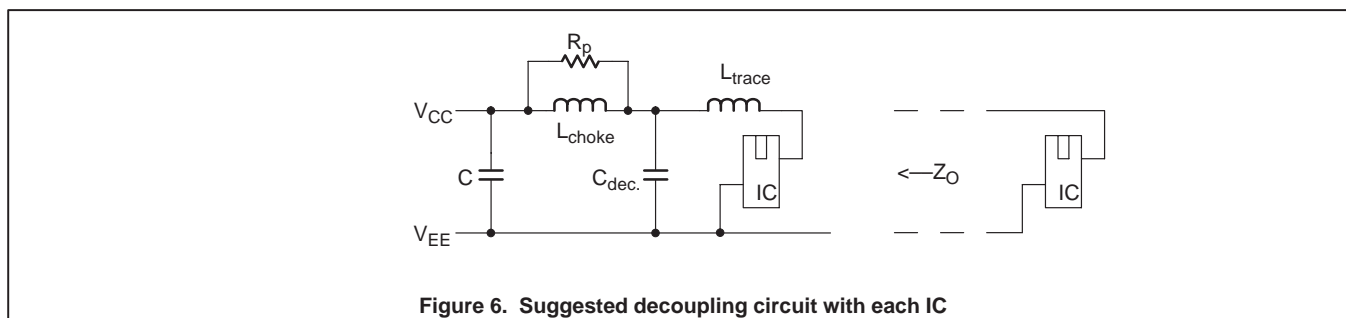 Rp
Ltrace
VCC
Lchoke
C
Cdec.
IC
<—ZO
IC
VEE
Figure 6. Suggested decoupling circuit with each IC